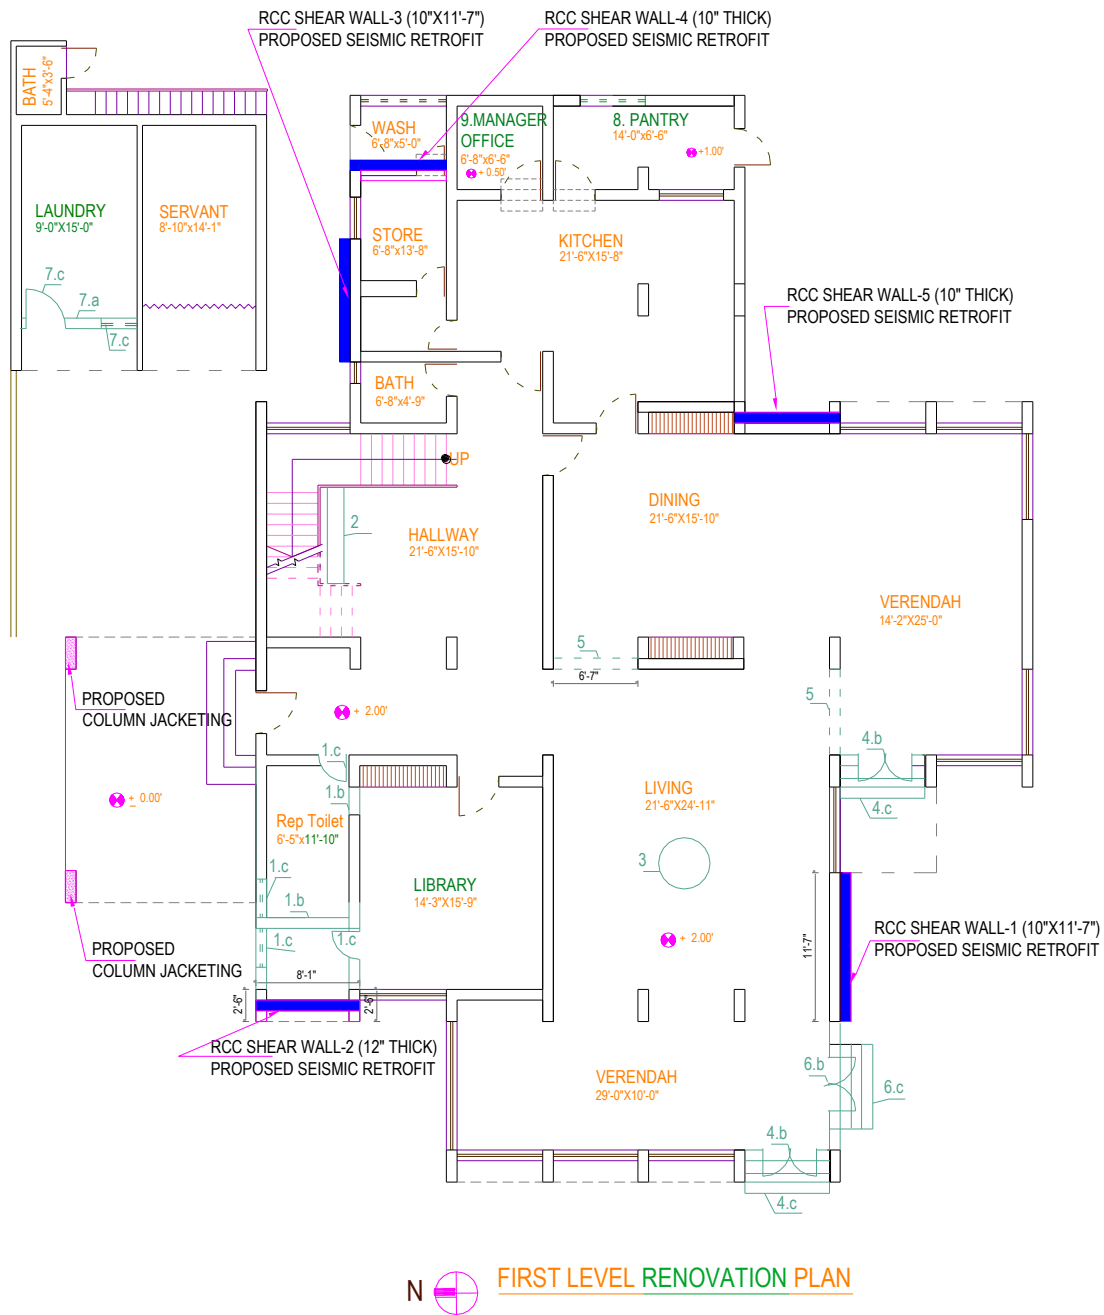 RCC SHEAR WALL-3 (10"X11'-7")
PROPOSED SEISMIC RETROFIT
RCC SHEAR WALL-4 (10" THICK)
PROPOSED SEISMIC RETROFIT
BATH
5'-4"x3'-6"
WASH
6'-8"x5'-0"
9.MANAGER
OFFICE
6'-8"x6'-6"
+ 0.50'
8. PANTRY
14'-0"x6'-6"
+1.00'
LAUNDRY
9'-0"X15'-0"
SERVANT
8'-10"x14'-1"
STORE
6'-8"x13'-8"
KITCHEN
21'-6"X15'-8"
7.c
7.a
7.c
RCC SHEAR WALL-5 (10" THICK)
PROPOSED SEISMIC RETROFIT
BATH
6'-8"x4'-9"
UP
2
HALLWAY
21'-6"X15'-10"
DINING
21'-6"X15'-10"
VERENDAH
14'-2"X25'-0"
5
6'-7"
5
PROPOSED
COLUMN JACKETING
+ 2.00'
+ 0.00'
1.c
1.b
4.b
4.c
LIVING
21'-6"X24'-11"
Rep Toilet
6'-5"x11'-10"
3
1.c
1.b
LIBRARY
14'-3"X15'-9"
1.c
1.c
+ 2.00'
11'-7"
RCC SHEAR WALL-1 (10"X11'-7")
PROPOSED SEISMIC RETROFIT
PROPOSED
COLUMN JACKETING
8'-1"
2'-6"
2'-6"
RCC SHEAR WALL-2 (12" THICK)
PROPOSED SEISMIC RETROFIT
VERENDAH
29'-0"X10'-0"
6.b
6.c
4.b
4.c
N
FIRST LEVEL RENOVATION PLAN